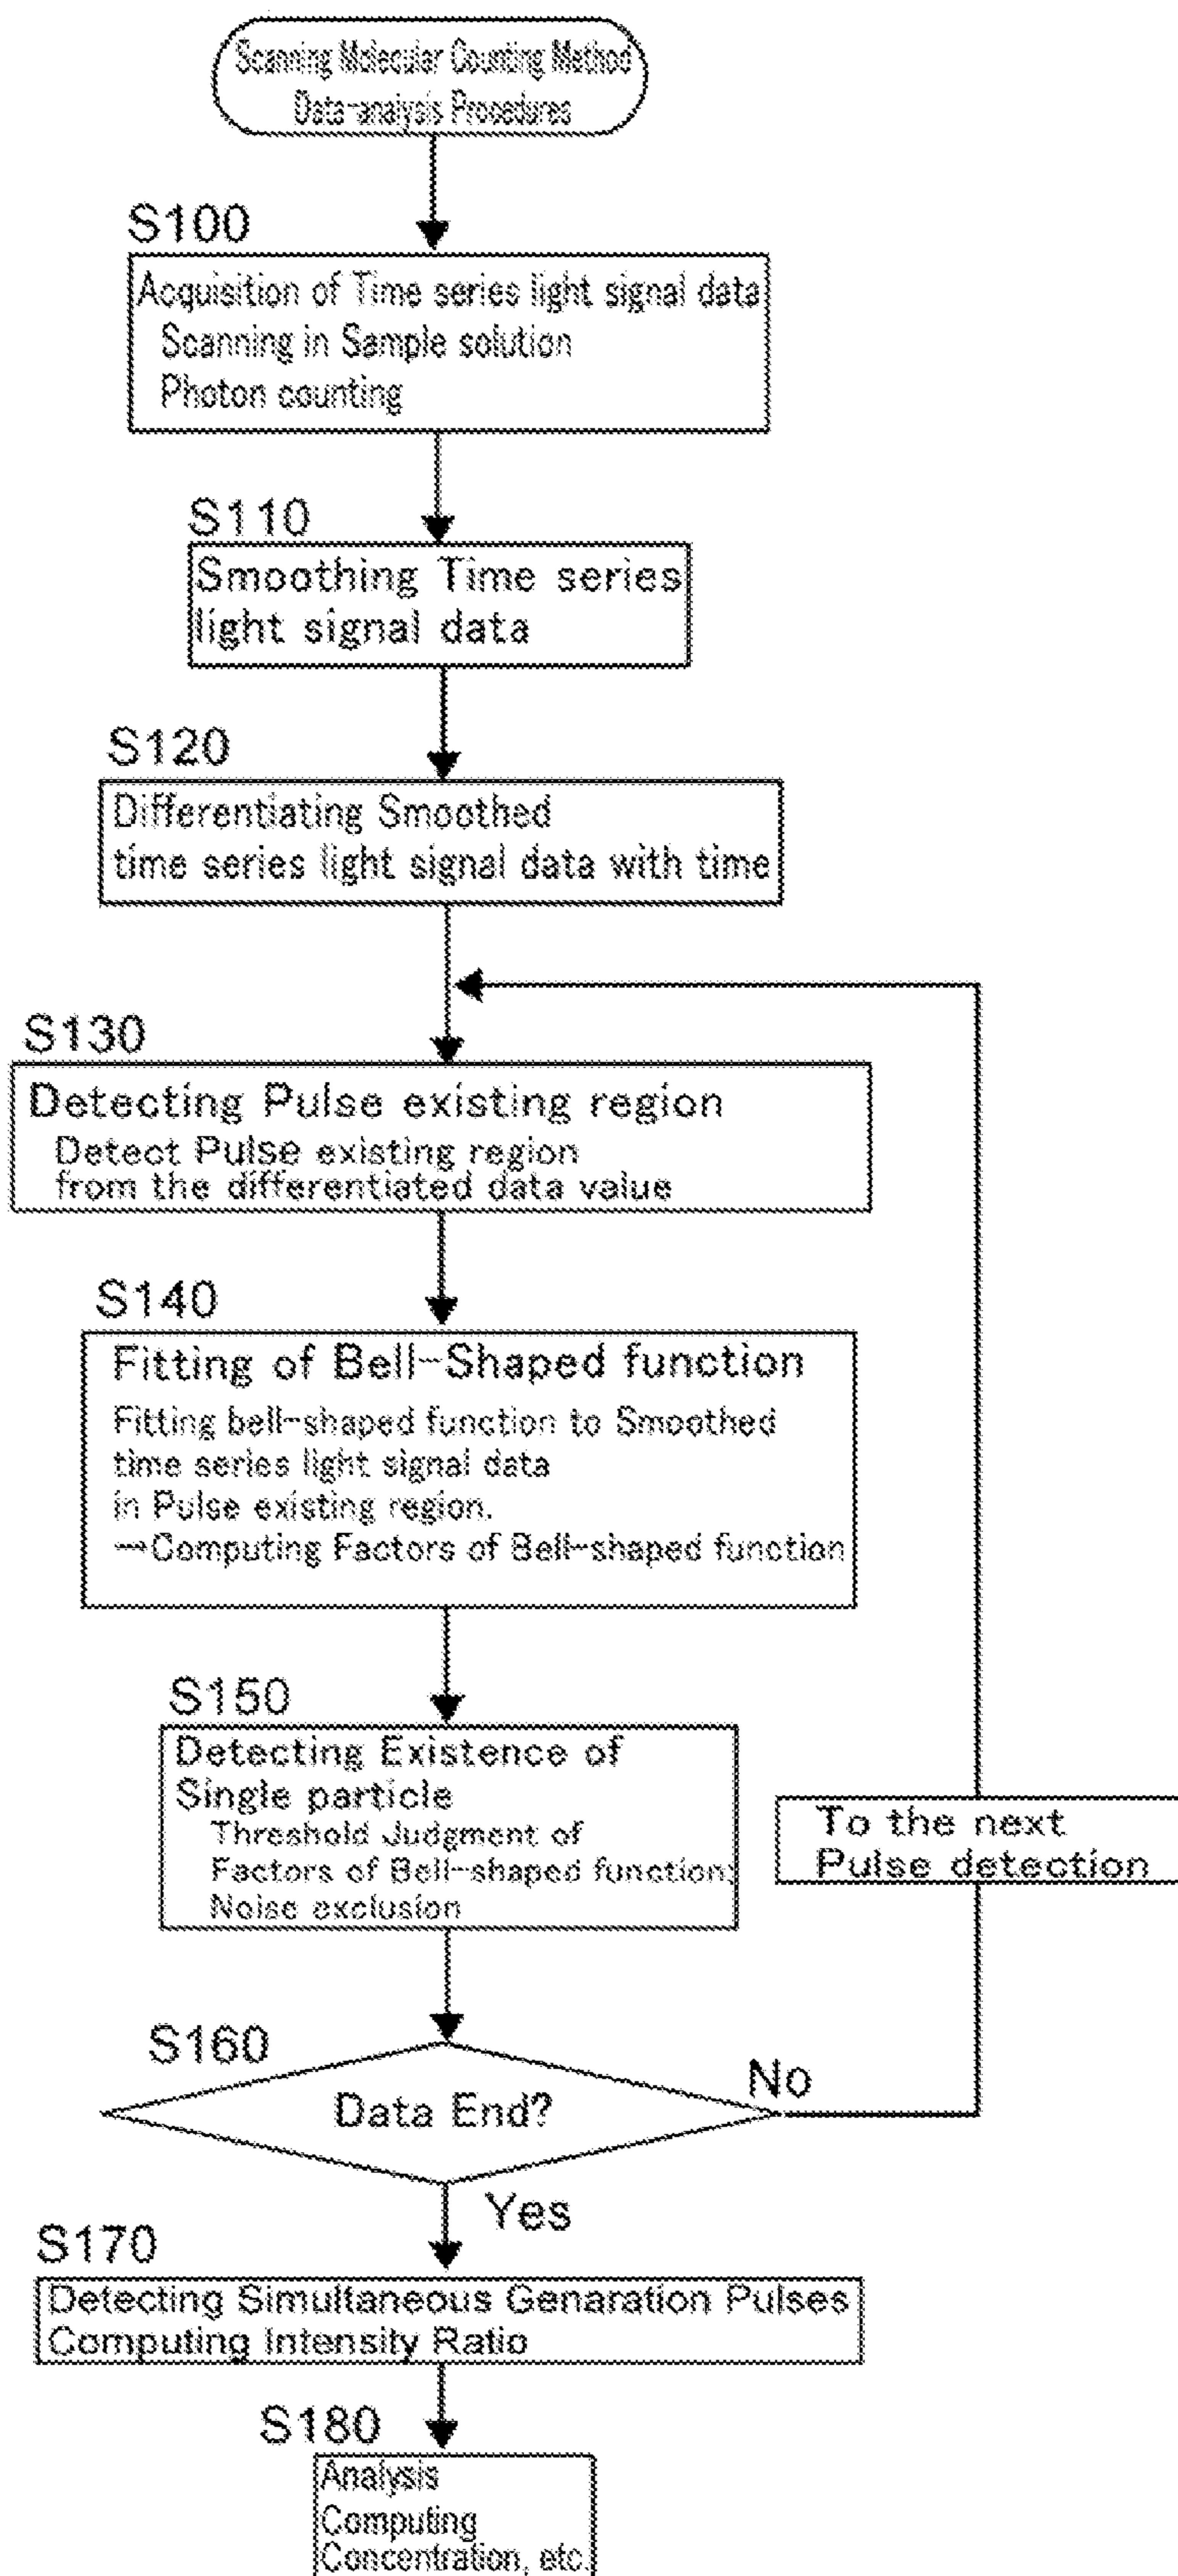 Scanning Molecular Counting Method
Data-analysis Procedures
S100
Acquisition of Time series light signal data
Scanning in Sample solution
Photon counting
S110
Smoothing Time series
light signal data
S120
Differentiating Smoothed
time series light signal data with time
S130
Detecting Pulse existing region
Detect Pulse existing region
from the differentiated data value
S140
Fitting of Bell-Shaped function
Fitting bell-shaped function to Smoothed
time series light signal data
in Pulse existing region.
→Computing Factors of Bell-shaped function
S150
Detecting Existence of
Single particle
Threshold Judgment of
Factors of Bell-shaped function;
Noise exclusion
To the next
Pulse detection
S160
Data End?
No
Yes
S170
Detecting Simultaneous Genaration Pulses
Computing Intensity Ratio
S180
Analysis
Computing
Concentration, etc.